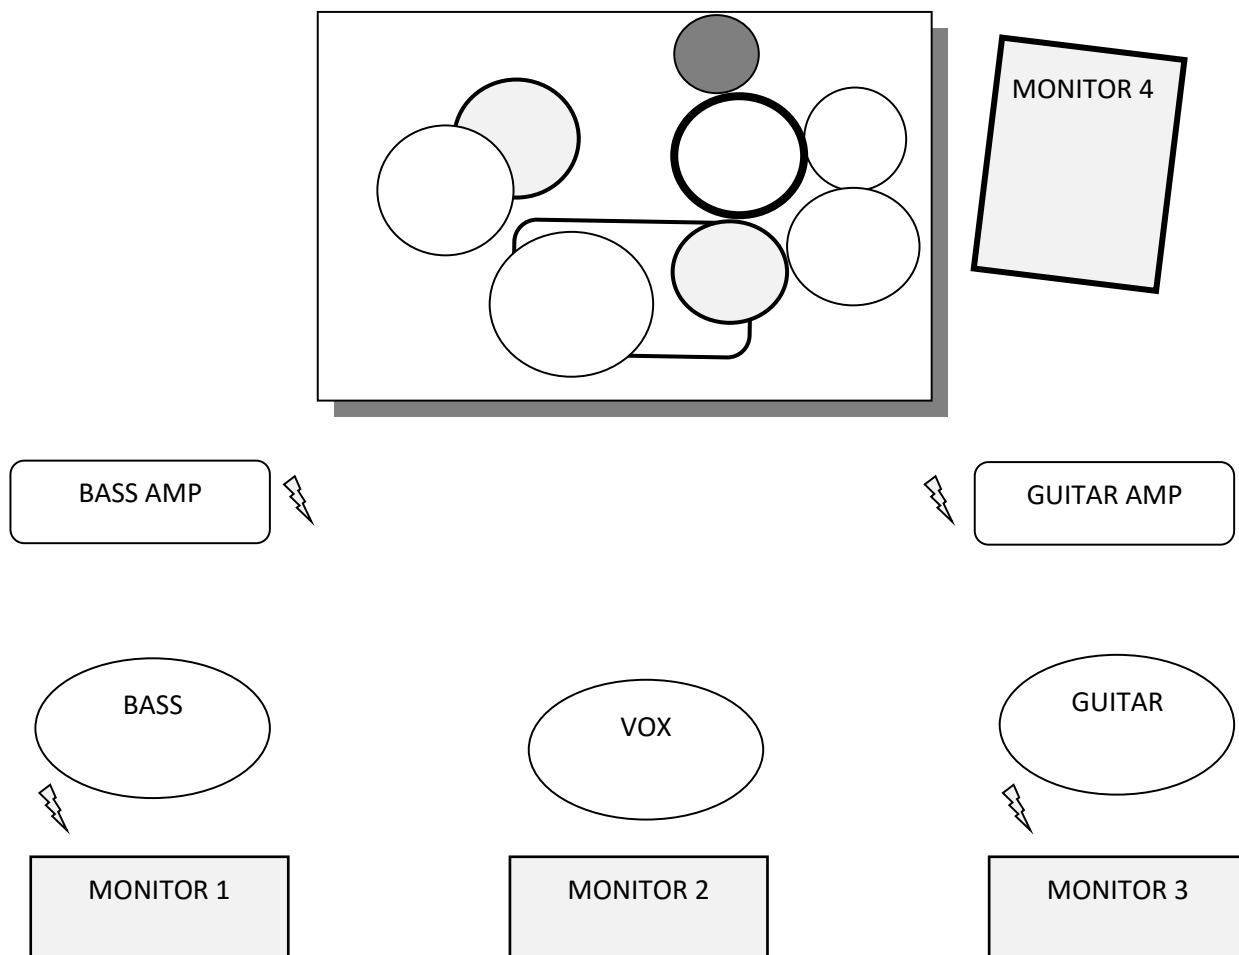 MONITOR 4
BASS AMP
GUITAR AMP
BASS
VOX
GUITAR
MONITOR 1
MONITOR 2
MONITOR 3